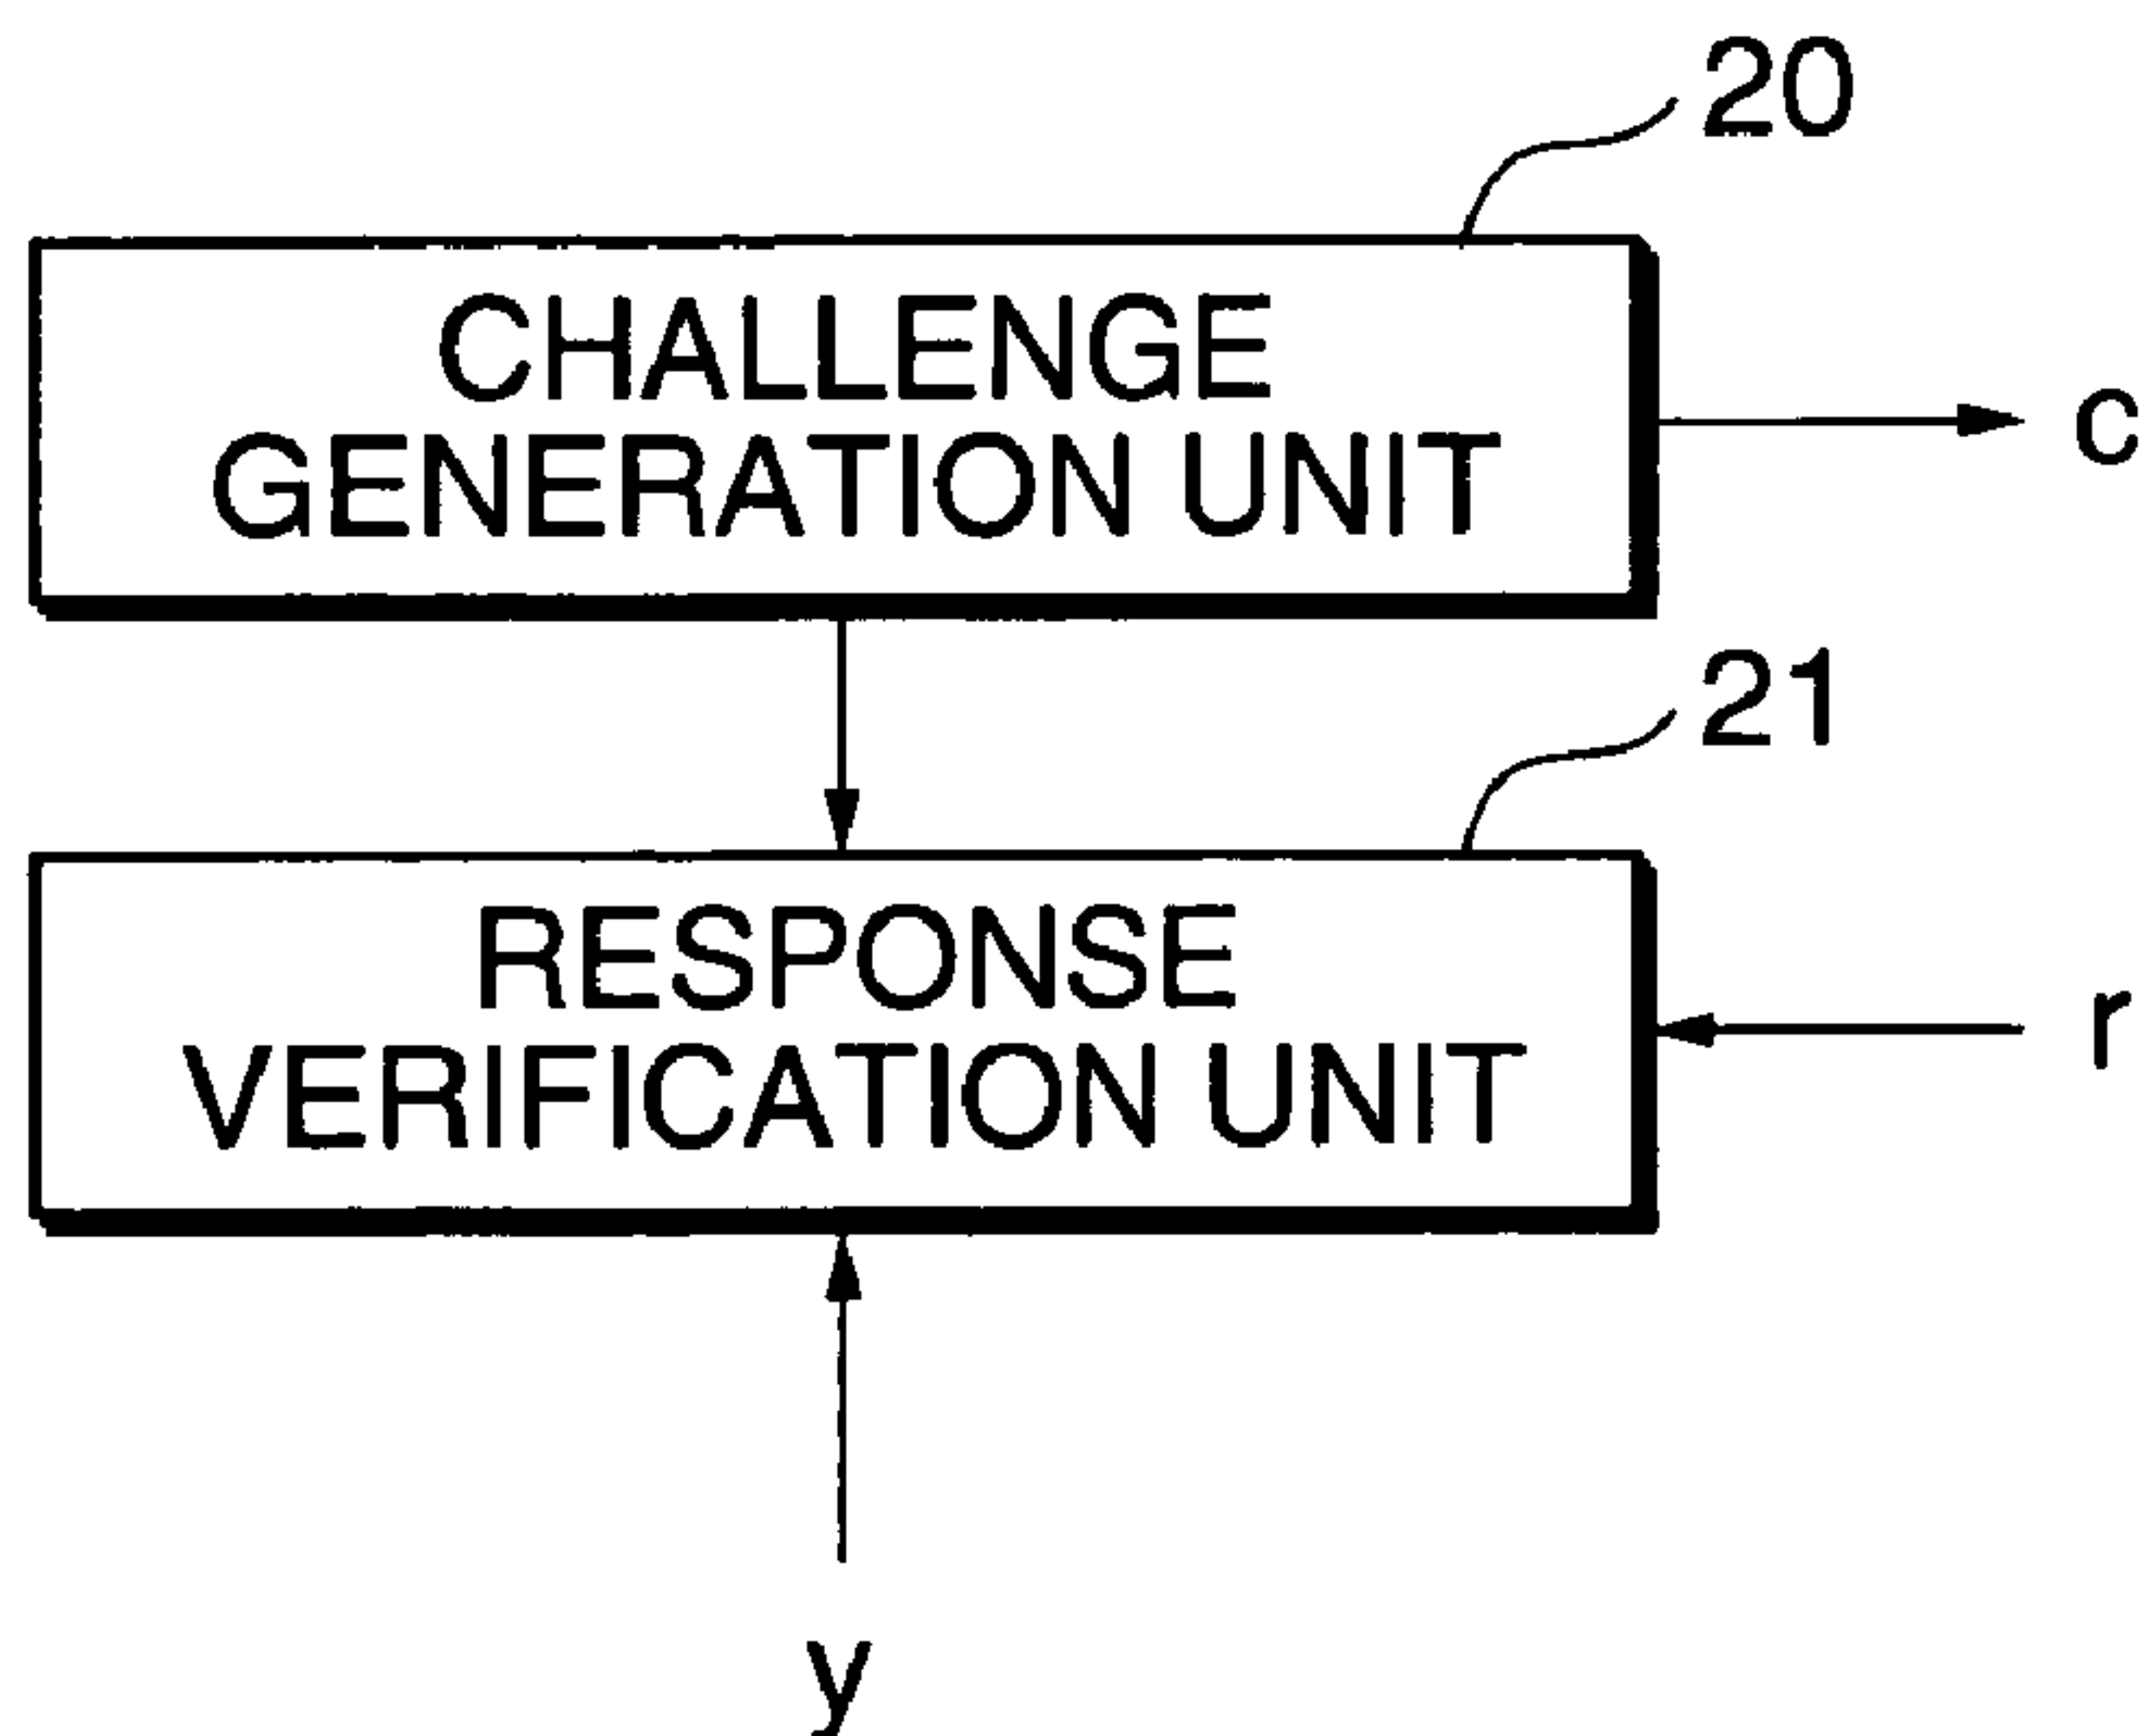 20
CHALLENGE
GENERATION UNIT
c
21
RESPONSE
VERIFICATION UNIT
r
y